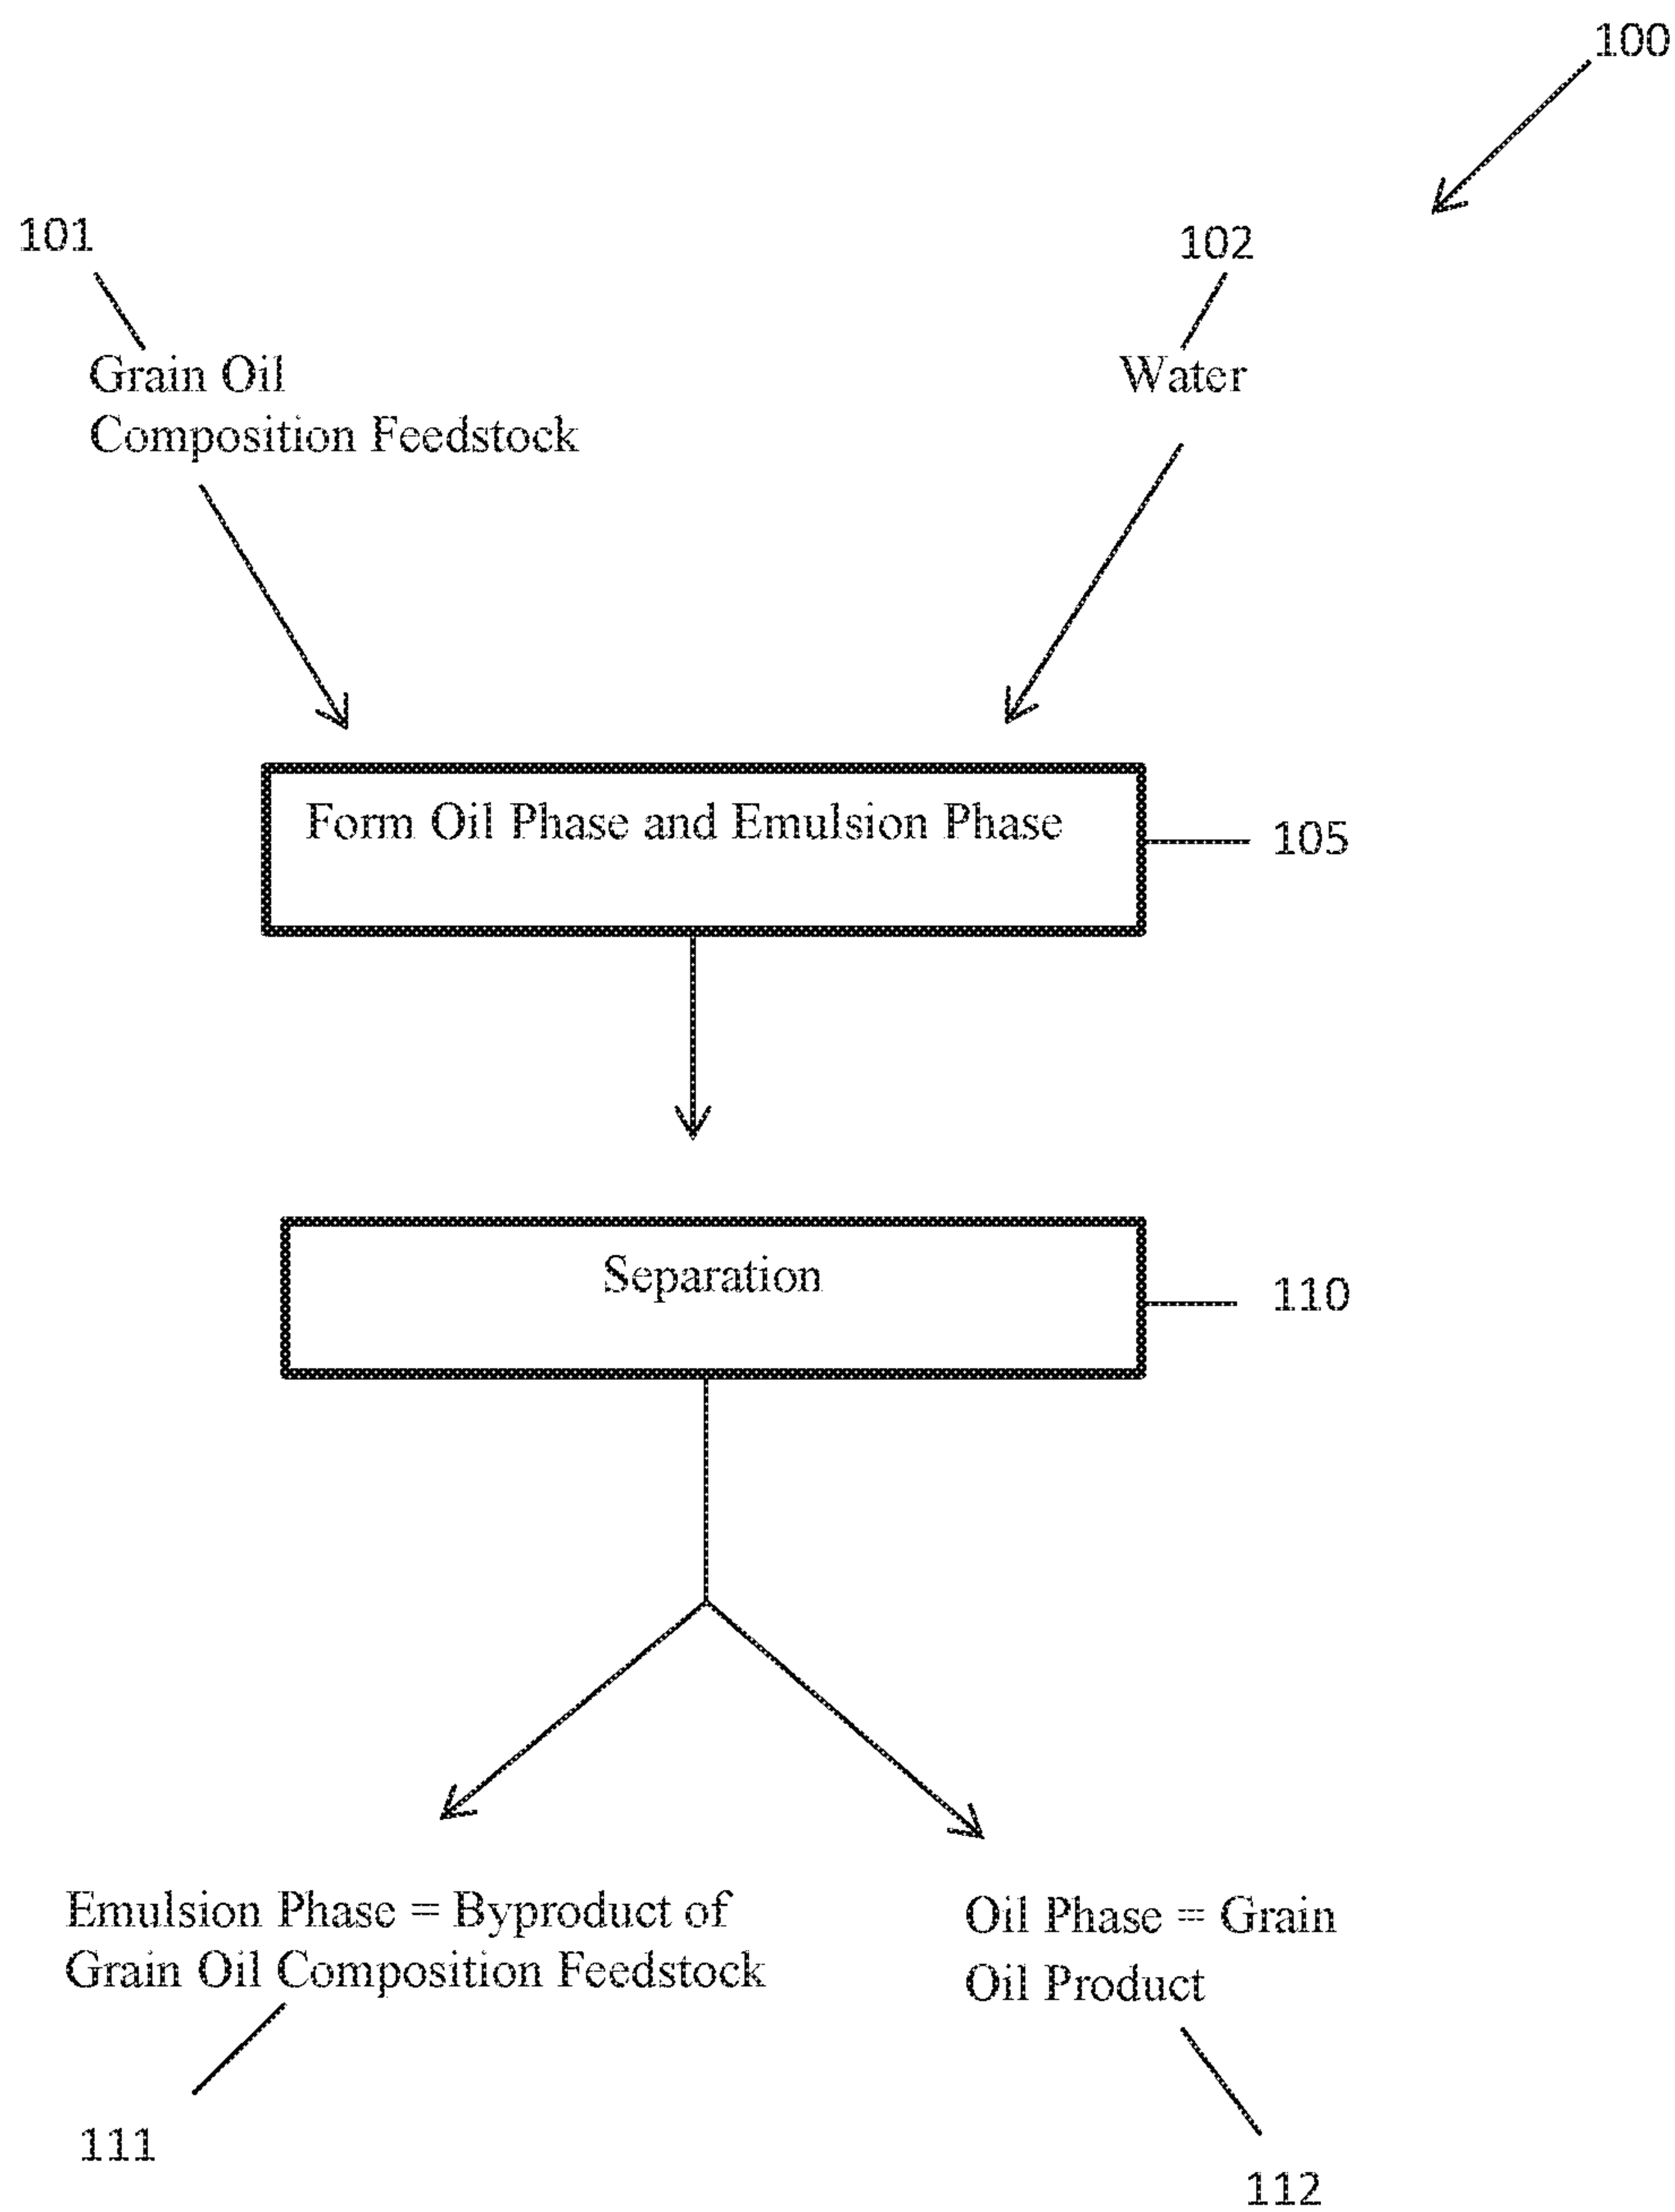 100
101
102
Grain Oil
Composition Feedstock
Water
Form Oil Phase and Emulsion Phase
105
Separation
110
Emulsion Phase = Byproduct of
Grain Oil Composition Feedstock
Oil Phase = Grain
Oil Product
111
112